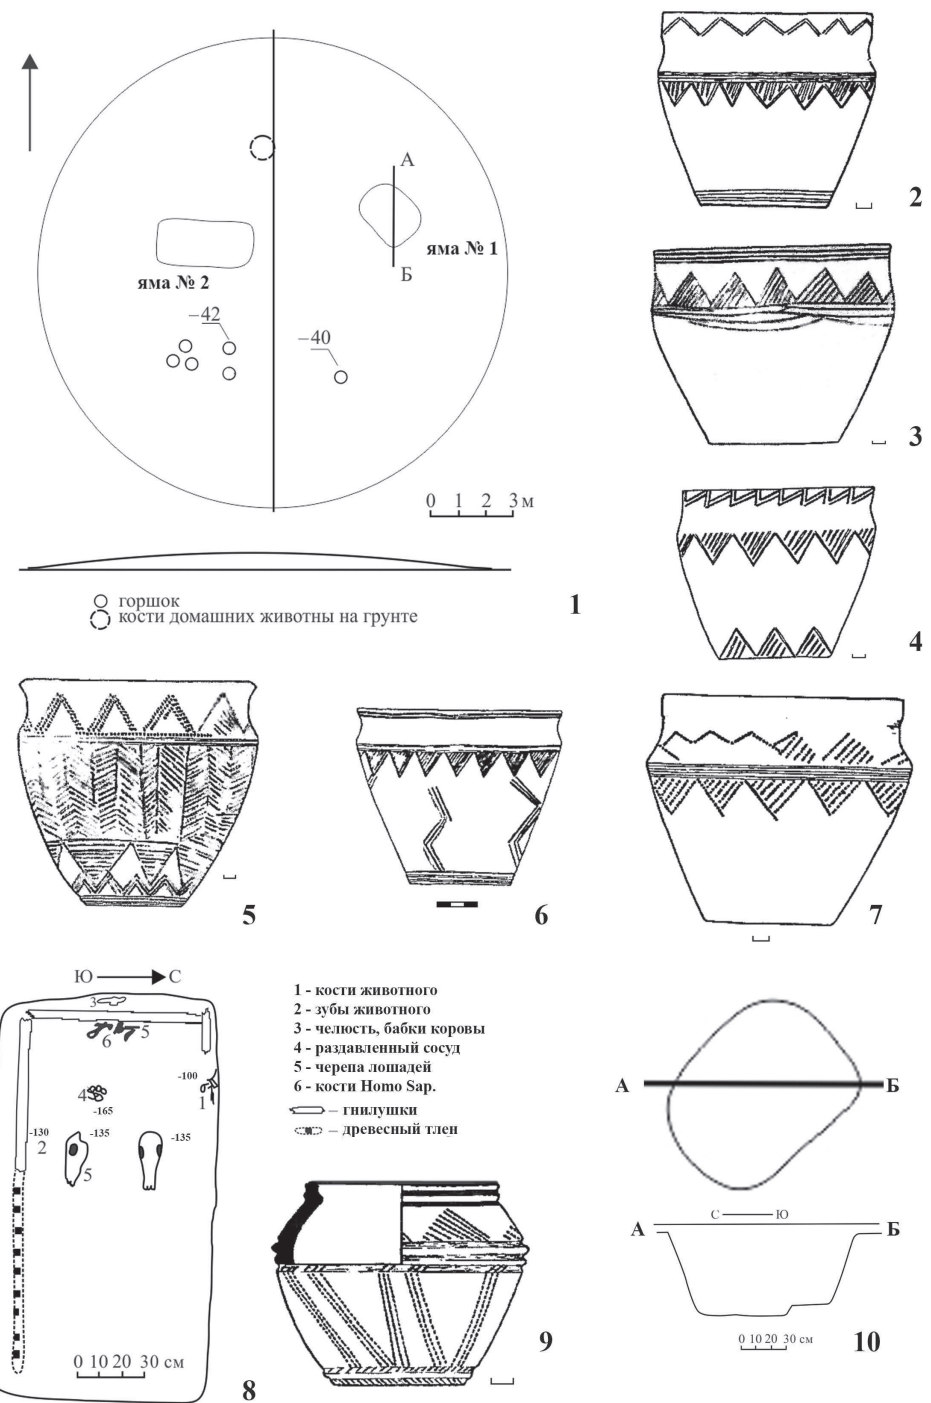 А
Б
яма № 1
яма № 2
–42
–40
0 1 2 3 м
горшок
кости домашних животны на грунте
1
2
3
4
5
6
7
Ю С
3
6 5
4
-165
-100
1
-130
2
-135
5
-135
0 10 20 30 см
8
1 - кости животного
2 - зубы животного
3 - челюсть, бабки коровы
4 - раздавленный сосуд
5 - черепа лошадей
6 - кости Homo Sap.
– гнилушки
– древесный тлен
9
А Б
С Ю
А Б
0 10 20 30 см
10